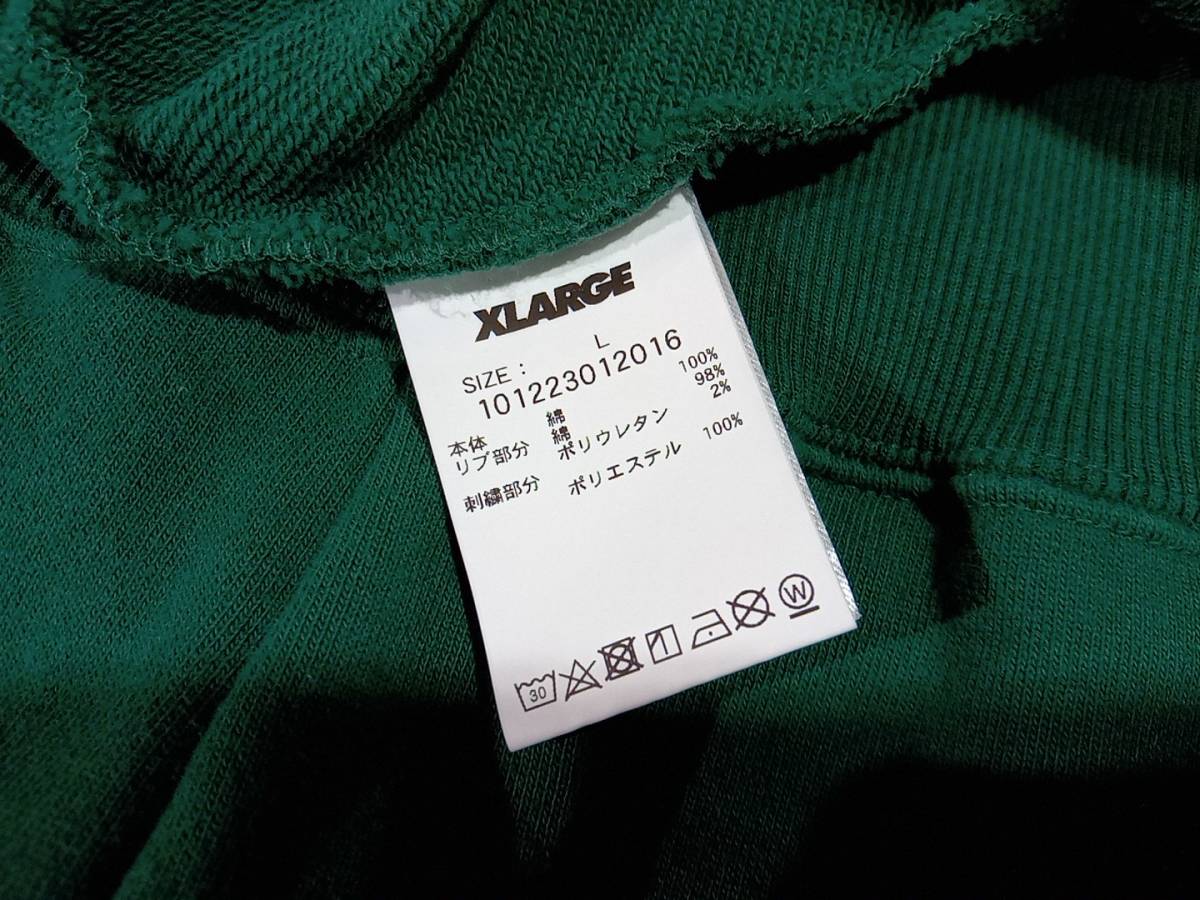 XLARGE
SIZE : L
101223012016
本体 綿 100%
リブ部分 綿 98%
ポリウレタン 2%
刺繍部分 ポリエステル 100%
30
W